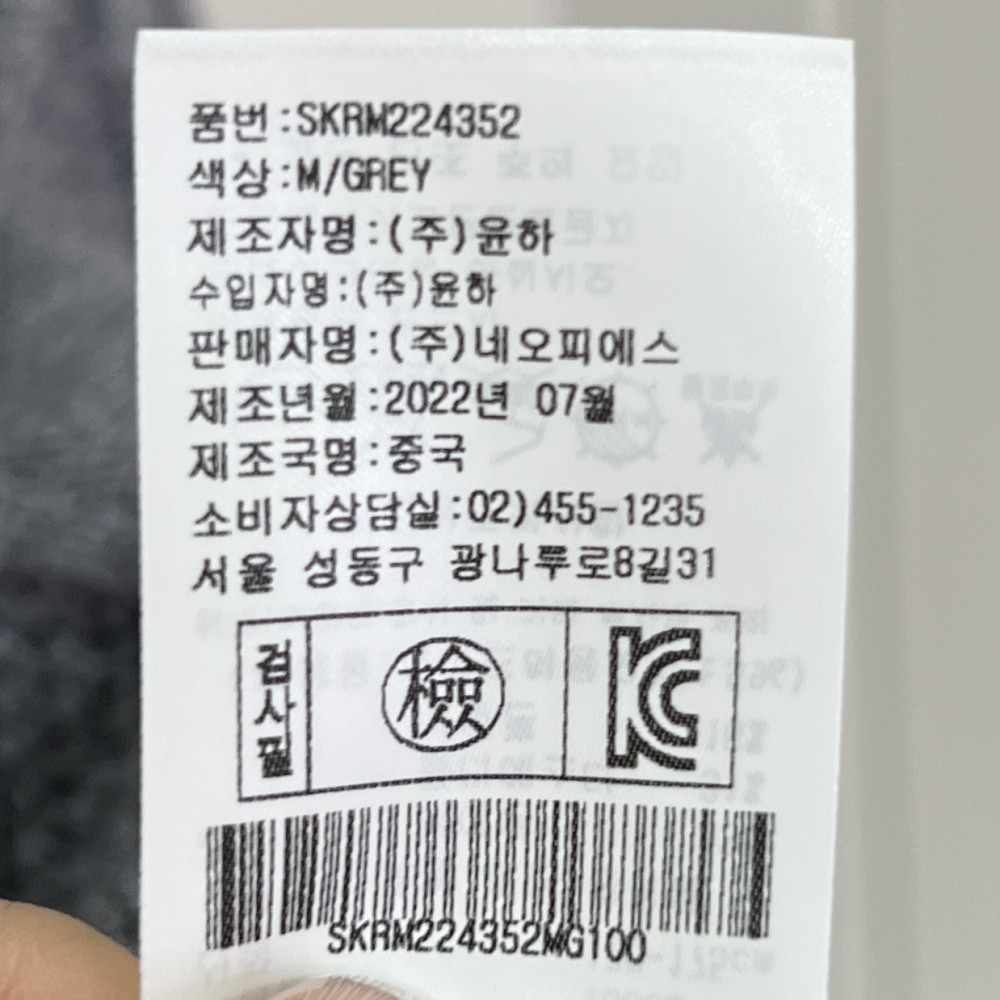 품번:SKRM224352
색상:M/GREY
제조자명:(주)윤하
수입자명:(주)윤하
판매자명:(주)네오피에스
제조년월:2022년 07월
제조국명:중국
소비자상담실:02)455-1235
서울 성동구 광나루로8길31
검사필
檢
KC
SKRM224352MG100